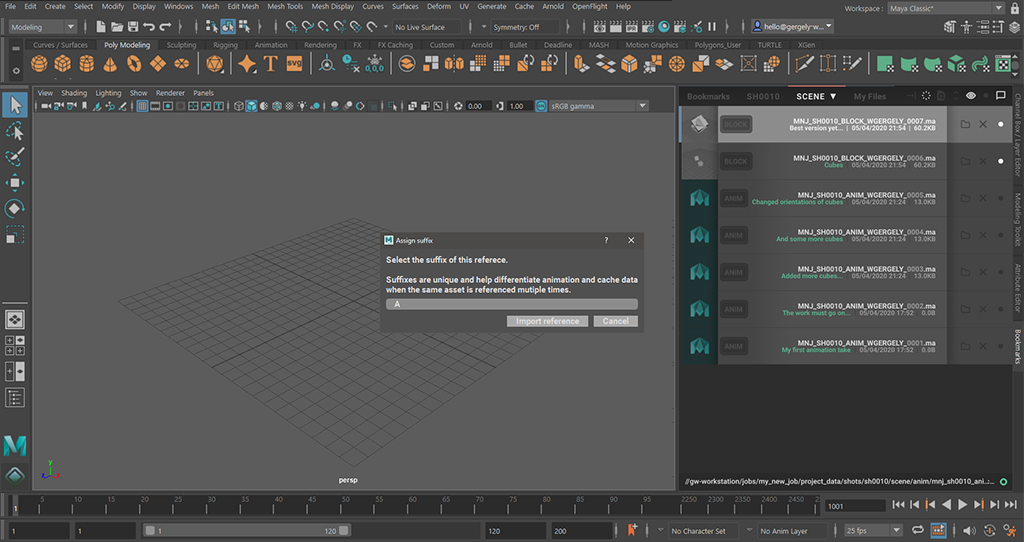 File Edit Create Select Modify Display Windows Mesh Edit Mesh Mesh Tools Mesh Display Curves Surfaces Deform UV Generate Cache Arnold OpenFlight Help
Workspace : Maya Classic*
Modeling
No Live Surface
Symmetry: Off
hello@gergely-w...
Curves / Surfaces Poly Modeling Sculpting Rigging Animation Rendering FX FX Caching Custom Arnold Bullet Deadline MASH Motion Graphics Polygons_User TURTLE XGen
SVG
View Shading Lighting Show Renderer Panels
0.00 1.00 sRGB gamma
Bookmarks SH0010 SCENE ▼ My Files
BLOCK MNJ_SH0010_BLOCK_WGERGELY_0007.ma
Best version yet... | 05/04/2020 21:54 | 60.2KB
BLOCK MNJ_SH0010_BLOCK_WGERGELY_0006.ma
Cubes 05/04/2020 21:54 60.2KB
ANIM MNJ_SH0010_ANIM_WGERGELY_0005.ma
Changed orientations of cubes 05/04/2020 21:24 13.0KB
ANIM MNJ_SH0010_ANIM_WGERGELY_0004.ma
And some more cubes 05/04/2020 21:24 13.0KB
ANIM MNJ_SH0010_ANIM_WGERGELY_0003.ma
Added more cubes... 05/04/2020 21:24 13.0KB
ANIM MNJ_SH0010_ANIM_WGERGELY_0002.ma
The work must go on... 05/04/2020 17:52 0.0B
ANIM MNJ_SH0010_ANIM_WGERGELY_0001.ma
My first animation take 05/04/2020 17:52 0.0B
Channel Box / Layer Editor
Modeling Toolkit
Attribute Editor
Bookmarks
Assign suffix ? ✕
Select the suffix of this referece.
Suffixes are unique and help differentiate animation and cache data
when the same asset is referenced mutiple times.
A
Import reference Cancel
y
z x
persp
//gw-workstation/jobs/my_new_job/project_data/shots/sh0010/scene/anim/mnj_sh0010_ani...
1 5 10 15 20 25 30 35 40 45 50 55 60 65 70 75 80 85 90 95
1001
1 1 1 120 120 200
No Character Set No Anim Layer 25 fps